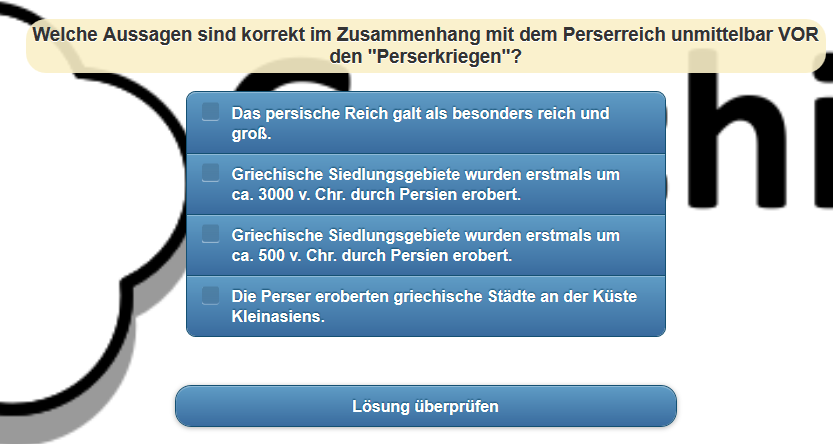 Welche Aussagen sind korrekt im Zusammenhang mit dem Perserreich unmittelbar VOR
den "Perserkriegen"?
Das persische Reich galt als besonders reich und
groß.
Griechische Siedlungsgebiete wurden erstmals um
ca. 3000 v. Chr. durch Persien erobert.
Griechische Siedlungsgebiete wurden erstmals um
ca. 500 v. Chr. durch Persien erobert.
Die Perser eroberten griechische Städte an der Küste
Kleinasiens.
Lösung überprüfen